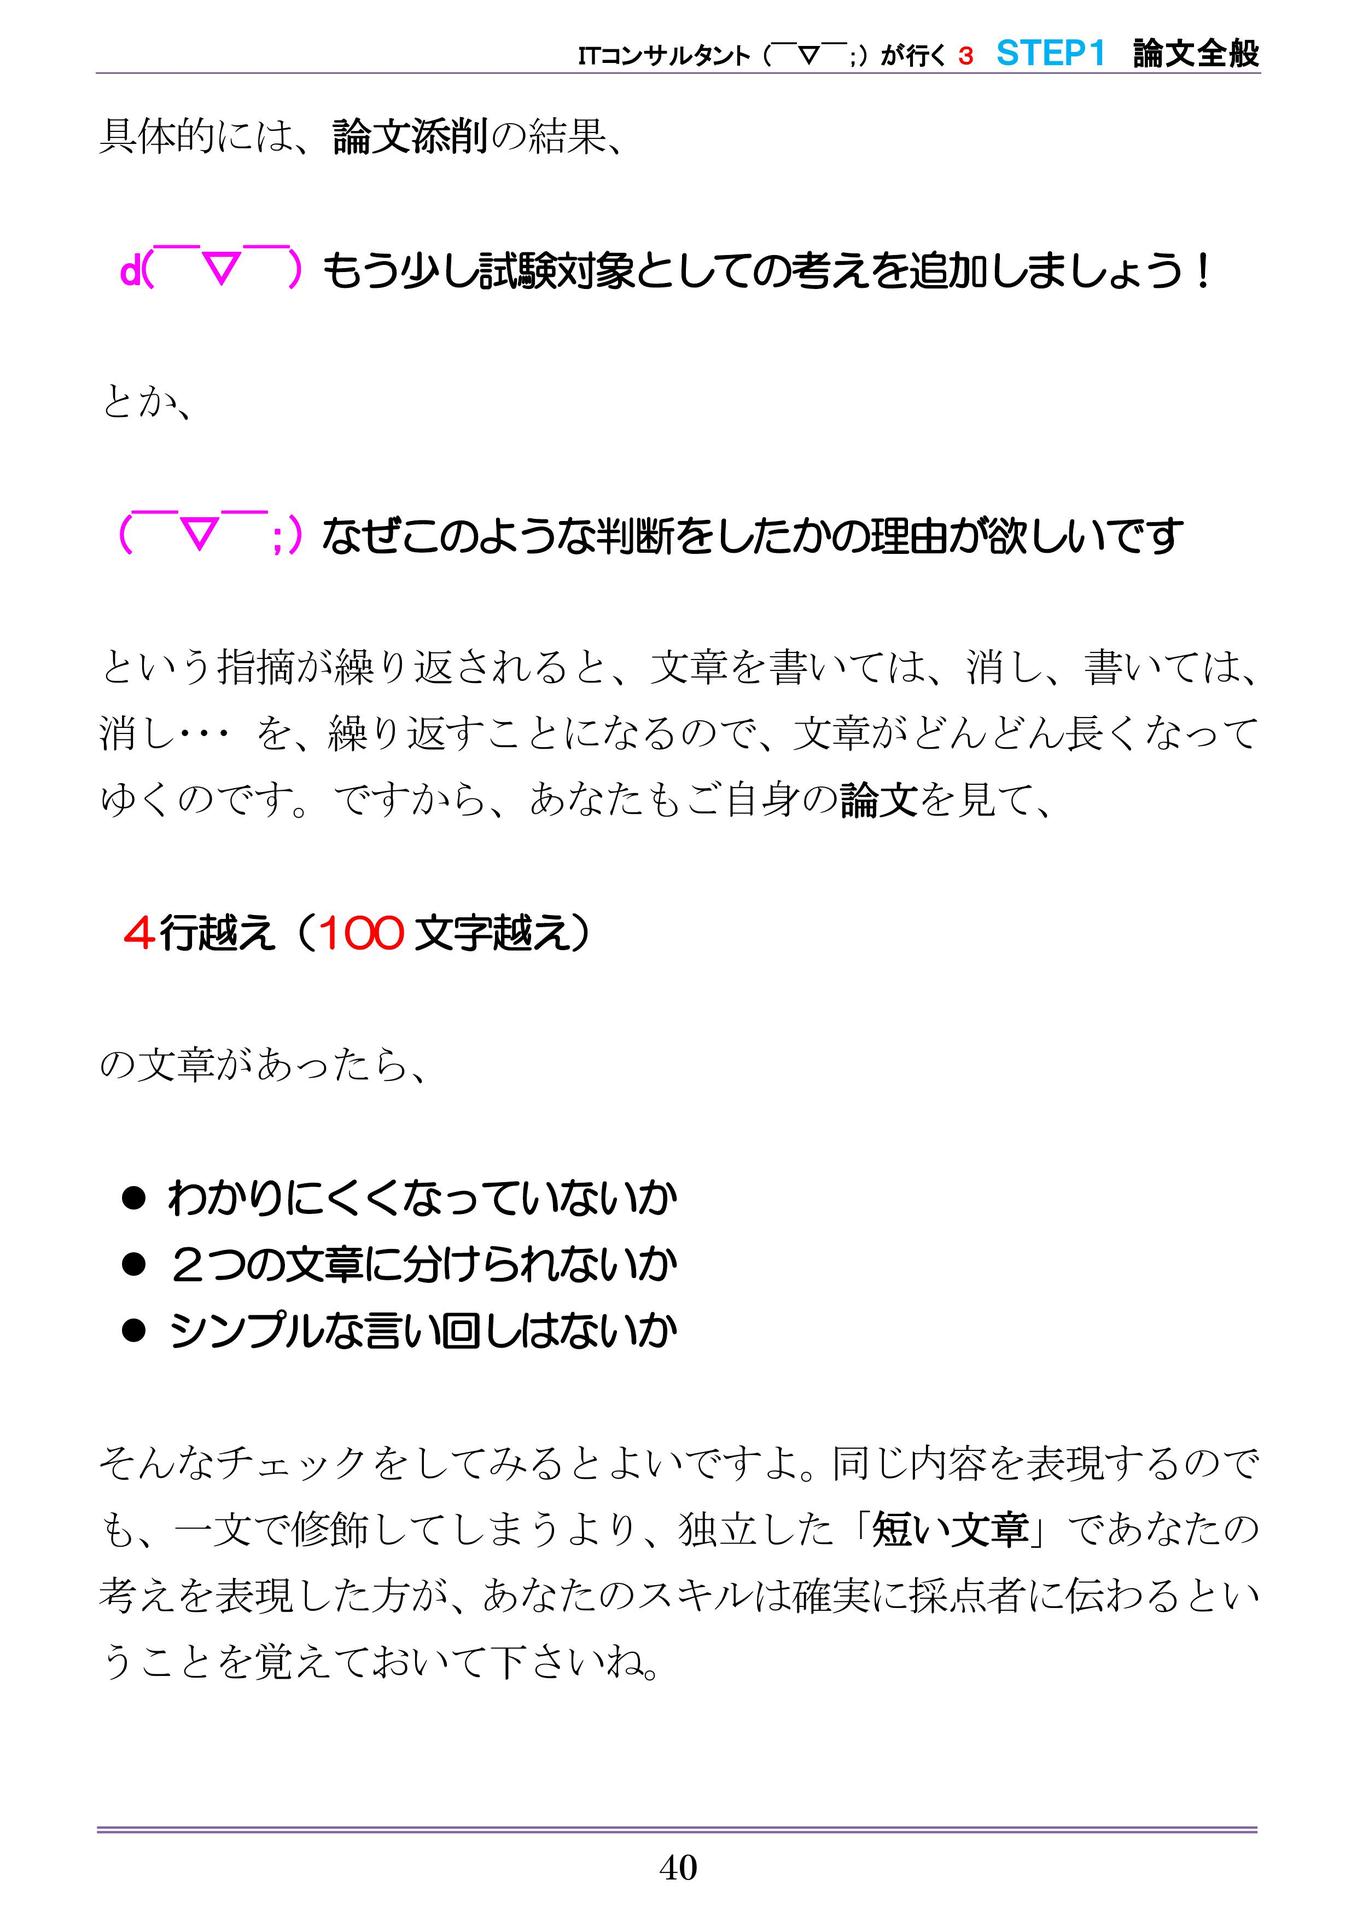 ITコンサルタント（￣▽￣;）が行く 3 STEP1 論文全般
具体的には、論文添削の結果、
d(￣▽￣）もう少し試験対象としての考えを追加しましょう！
とか、
（￣▽￣;）なぜこのような判断をしたかの理由が欲しいです
という指摘が繰り返されると、文章を書いては、消し、書いては、
消し･･･ を、繰り返すことになるので、文章がどんどん長くなって
ゆくのです。ですから、あなたもご自身の論文を見て、
４行越え（100 文字越え）
の文章があったら、
● わかりにくくなっていないか
● ２つの文章に分けられないか
● シンプルな言い回しはないか
そんなチェックをしてみるとよいですよ。同じ内容を表現するので
も、一文で修飾してしまうより、独立した「短い文章」であなたの
考えを表現した方が、あなたのスキルは確実に採点者に伝わるとい
うことを覚えておいて下さいね。
40